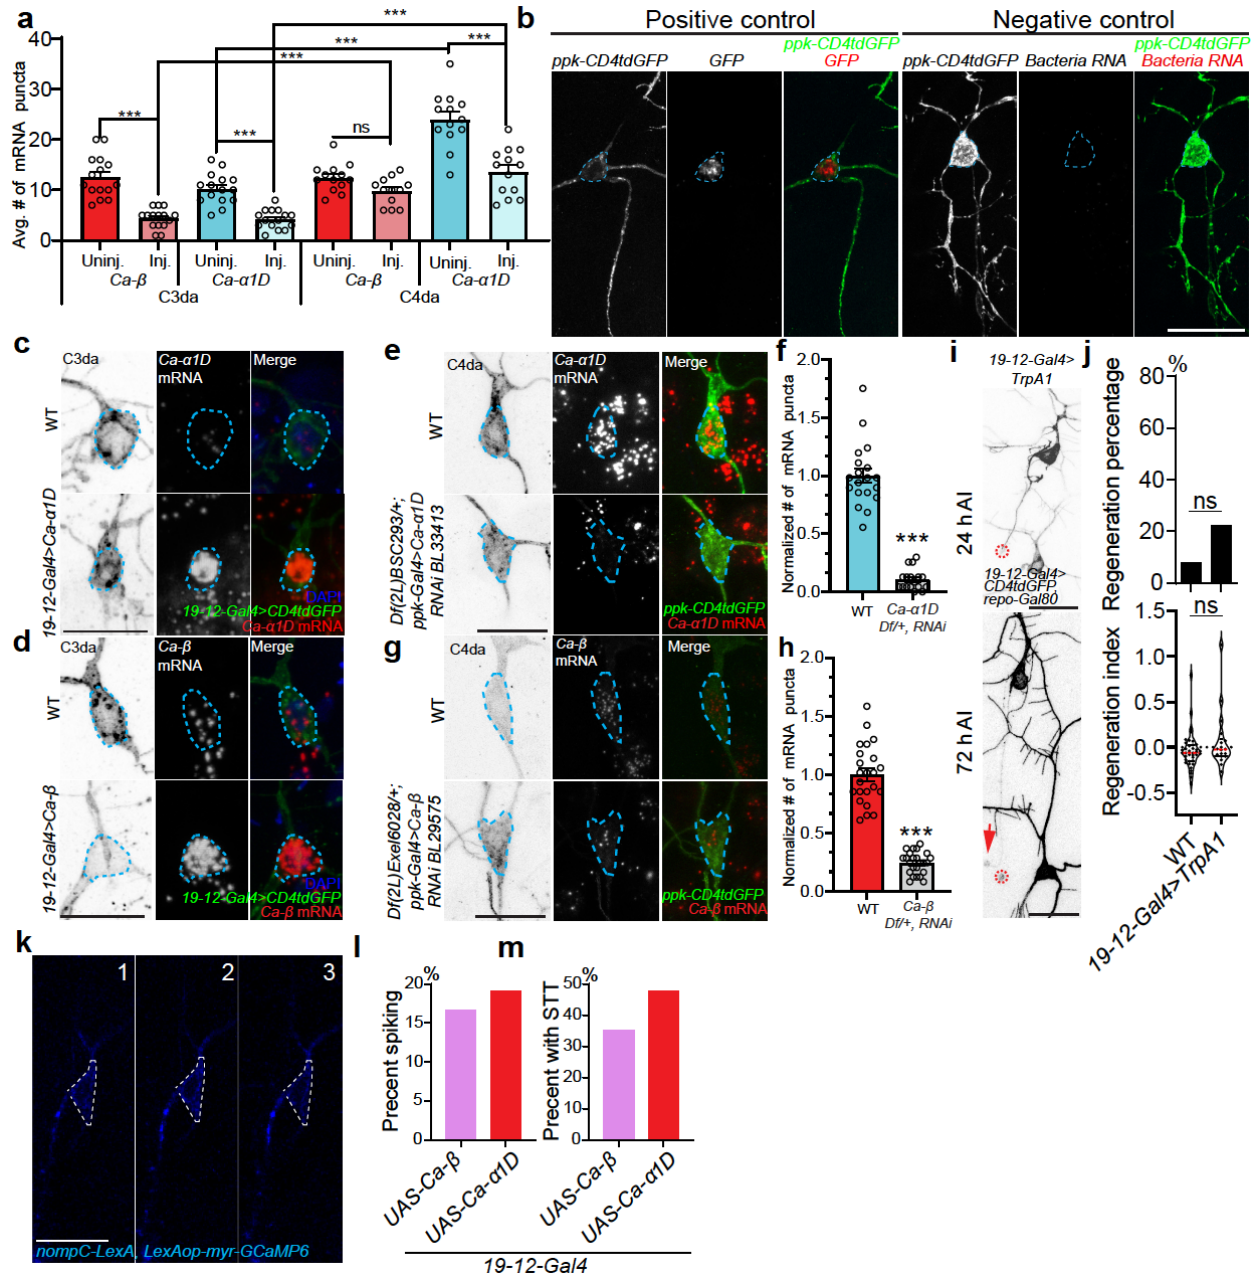 a
Avg. # of mRNA puncta
40
30
20
10
0
***
***
***
***
***
***
ns
Uninj.
Inj.
Uninj.
Inj.
Uninj.
Inj.
Uninj.
Inj.
Ca-β
Ca-α1D
Ca-β
Ca-α1D
C3da
C4da
b
Positive control
Negative control
ppk-CD4tdGFP
GFP
ppk-CD4tdGFP
GFP
ppk-CD4tdGFP
Bacteria RNA
ppk-CD4tdGFP
Bacteria RNA
c
C3da
Ca-α1D
mRNA
Merge
WT
19-12-Gal4>Ca-α1D
DAPI
19-12-Gal4>CD4tdGFP
Ca-α1D mRNA
d
C3da
Ca-β
mRNA
Merge
WT
19-12-Gal4>Ca-β
DAPI
19-12-Gal4>CD4tdGFP
Ca-β mRNA
e
C4da
Ca-α1D
mRNA
Merge
WT
Df(2L)BSC293/+;
ppk-Gal4>Ca-α1D
RNAi BL33413
ppk-CD4tdGFP
Ca-α1D mRNA
g
C4da
Ca-β
mRNA
Merge
WT
Df(2L)Exel6028/+;
ppk-Gal4>Ca-β
RNAi BL29575
ppk-CD4tdGFP
Ca-β mRNA
f
Normalized # of mRNA puncta
2.0
1.5
1.0
0.5
0.0
***
WT
Ca-α1D
Df/+, RNAi
h
Normalized # of mRNA puncta
2.0
1.5
1.0
0.5
0.0
***
WT
Ca-β
Df/+, RNAi
i
19-12-Gal4>
TrpA1
24 h AI
19-12-Gal4>
CD4tdGFP,
repo-Gal80
72 h AI
j
%
Regeneration percentage
80
60
40
20
0
ns
Regeneration index
1.5
1.0
0.5
0.0
-0.5
ns
WT
19-12-Gal4>TrpA1
k
1
2
3
nompC-LexA, LexAop-myr-GCaMP6
l
%
Precent spiking
20
15
10
5
0
UAS-Ca-β
UAS-Ca-α1D
m
%
Precent with STT
50
40
30
20
10
0
UAS-Ca-β
UAS-Ca-α1D
19-12-Gal4